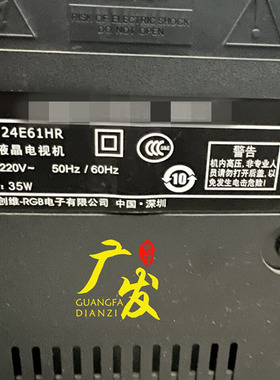 RISK OF ELECTRIC SHOCK
DO NOT OPEN
24E61HR
液晶电视机
220V~ 50Hz / 60Hz
: 35W
创维-RGB电子有限公司 中国·深圳
10
警告
机内高压,非专业人
员请勿打开后盖,以
免发生电击危险!
广发
GUANGFA
DIANZI